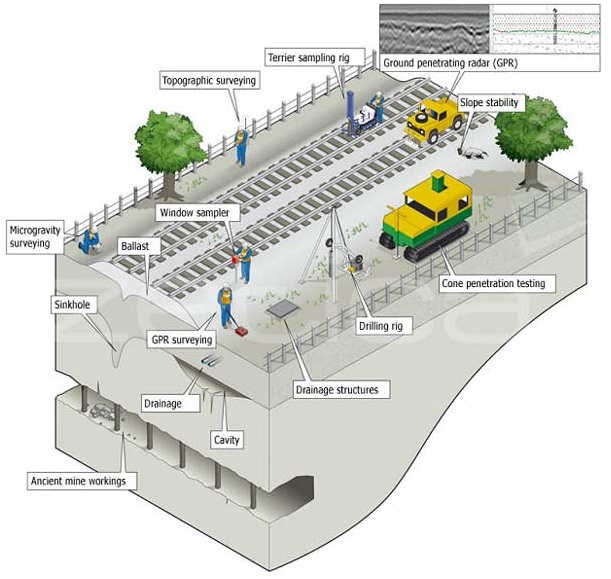 Terrier sampling rig
Ground penetrating radar (GPR)
Topographic surveying
Slope stability
Window sampler
Microgravity
surveying
Ballast
Cone penetration testing
Sinkhole
Drilling rig
GPR surveying
Drainage structures
Drainage
Cavity
Ancient mine workings